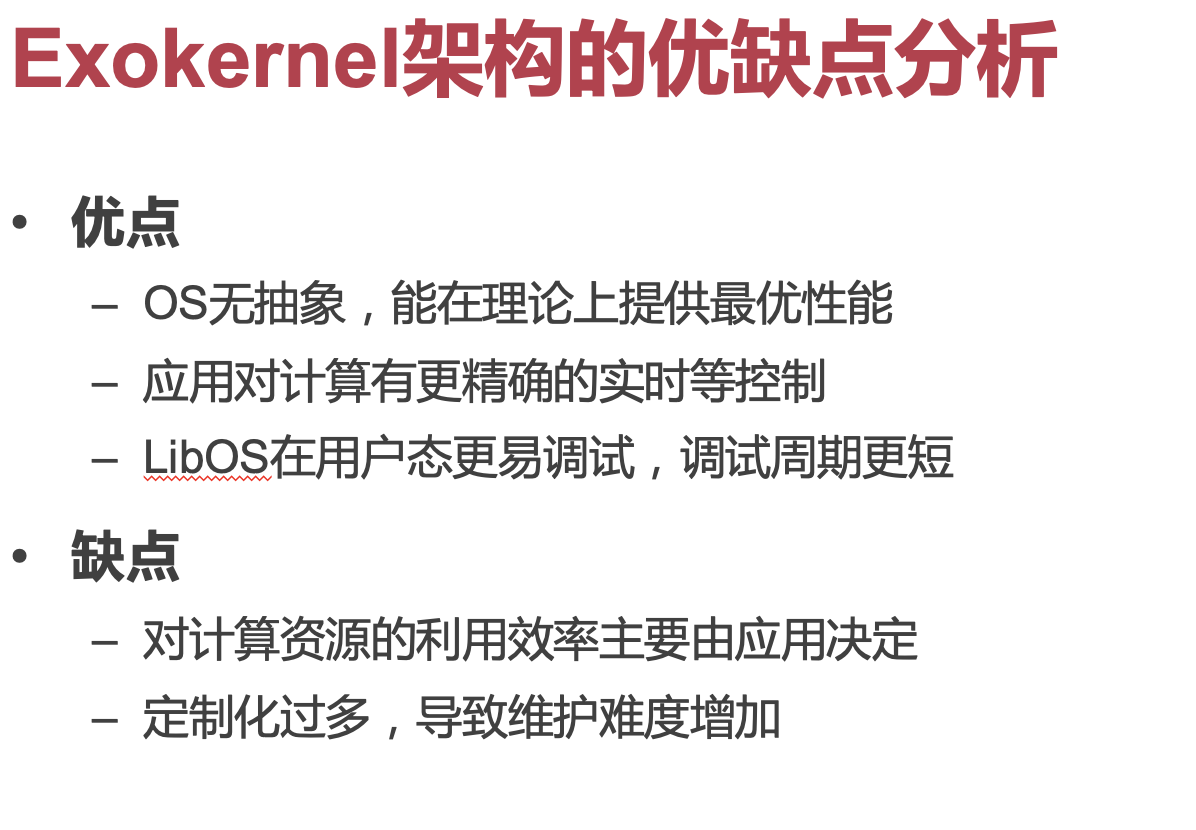 Exokernel架构的优缺点分析
• 优点
– OS无抽象，能在理论上提供最优性能
– 应用对计算有更精确的实时等控制
– LibOS在用户态更易调试，调试周期更短
• 缺点
– 对计算资源的利用效率主要由应用决定
– 定制化过多，导致维护难度增加